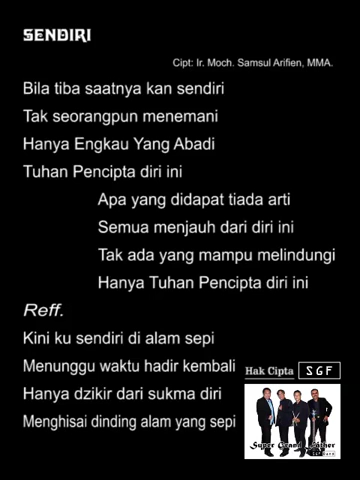 SENDIRI
Cipt: Ir. Moch. Samsul Arifien, MMA.
Bila tiba saatnya kan sendiri
Tak seorangpun menemani
Hanya Engkau Yang Abadi
Tuhan Pencipta diri ini
Apa yang didapat tiada arti
Semua menjauh dari diri ini
Tak ada yang mampu melindungi
Hanya Tuhan Pencipta diri ini
Reff.
Kini ku sendiri di alam sepi
Menunggu waktu hadir kembali
Hanya dzikir dari sukma diri
Menghisai dinding alam yang sepi
Hak Cipta SGF
Super Grand Father